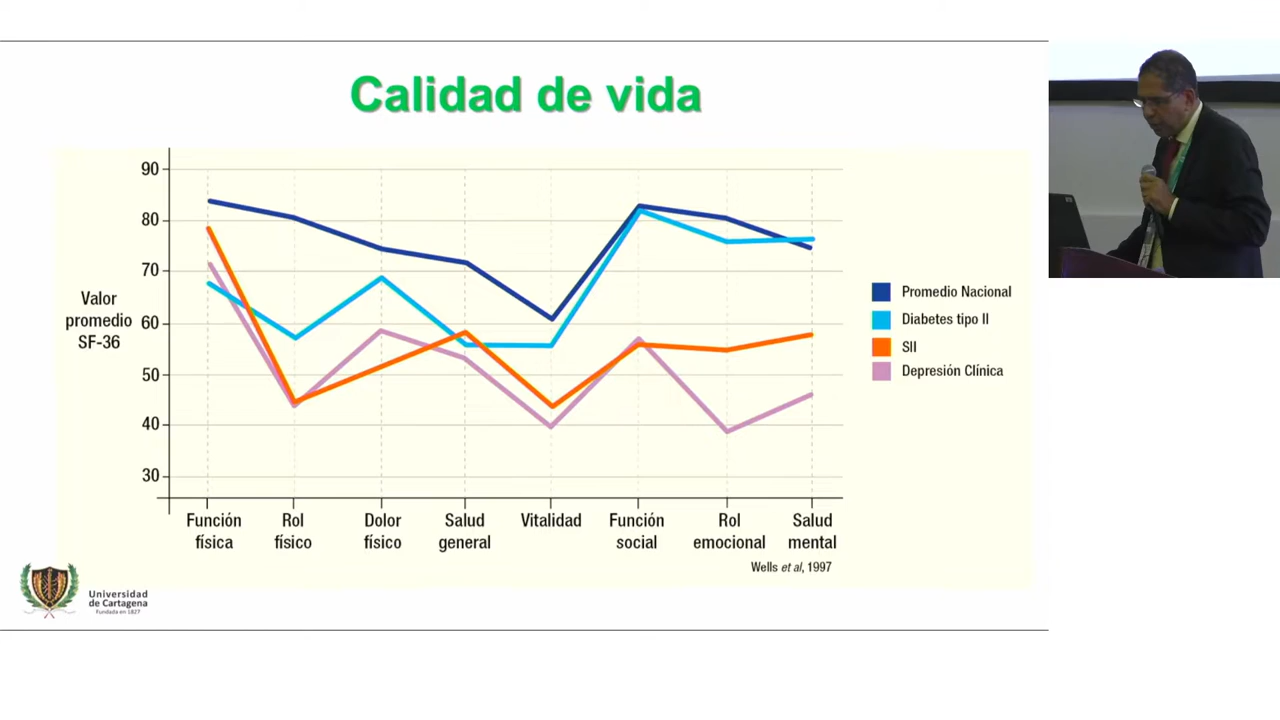 Calidad de vida
90
80
70
60
50
40
30
Valor
promedio
SF-36
Función
física
Rol
físico
Dolor
físico
Salud
general
Vitalidad
Función
social
Rol
emocional
Salud
mental
Wells et al, 1997
Promedio Nacional
Diabetes tipo II
SII
Depresión Clínica
Universidad
de Cartagena
Fundada en 1827